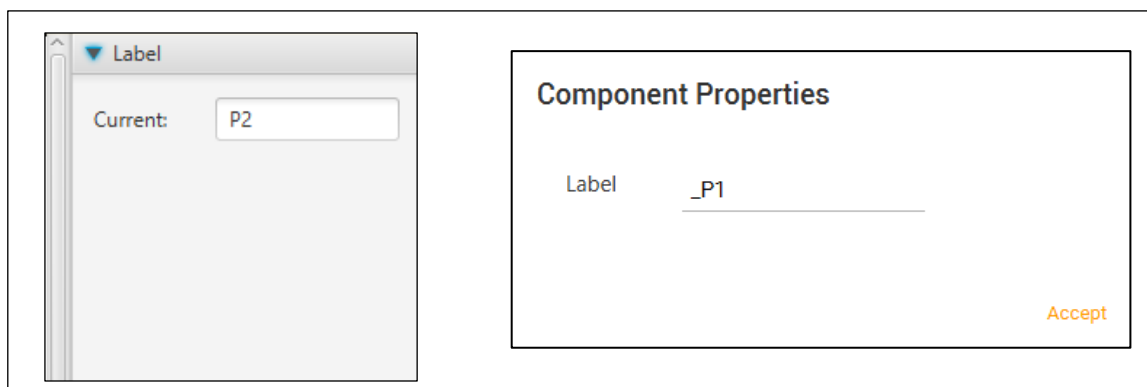 Label
Current: P2
Component Properties
Label _P1
Accept